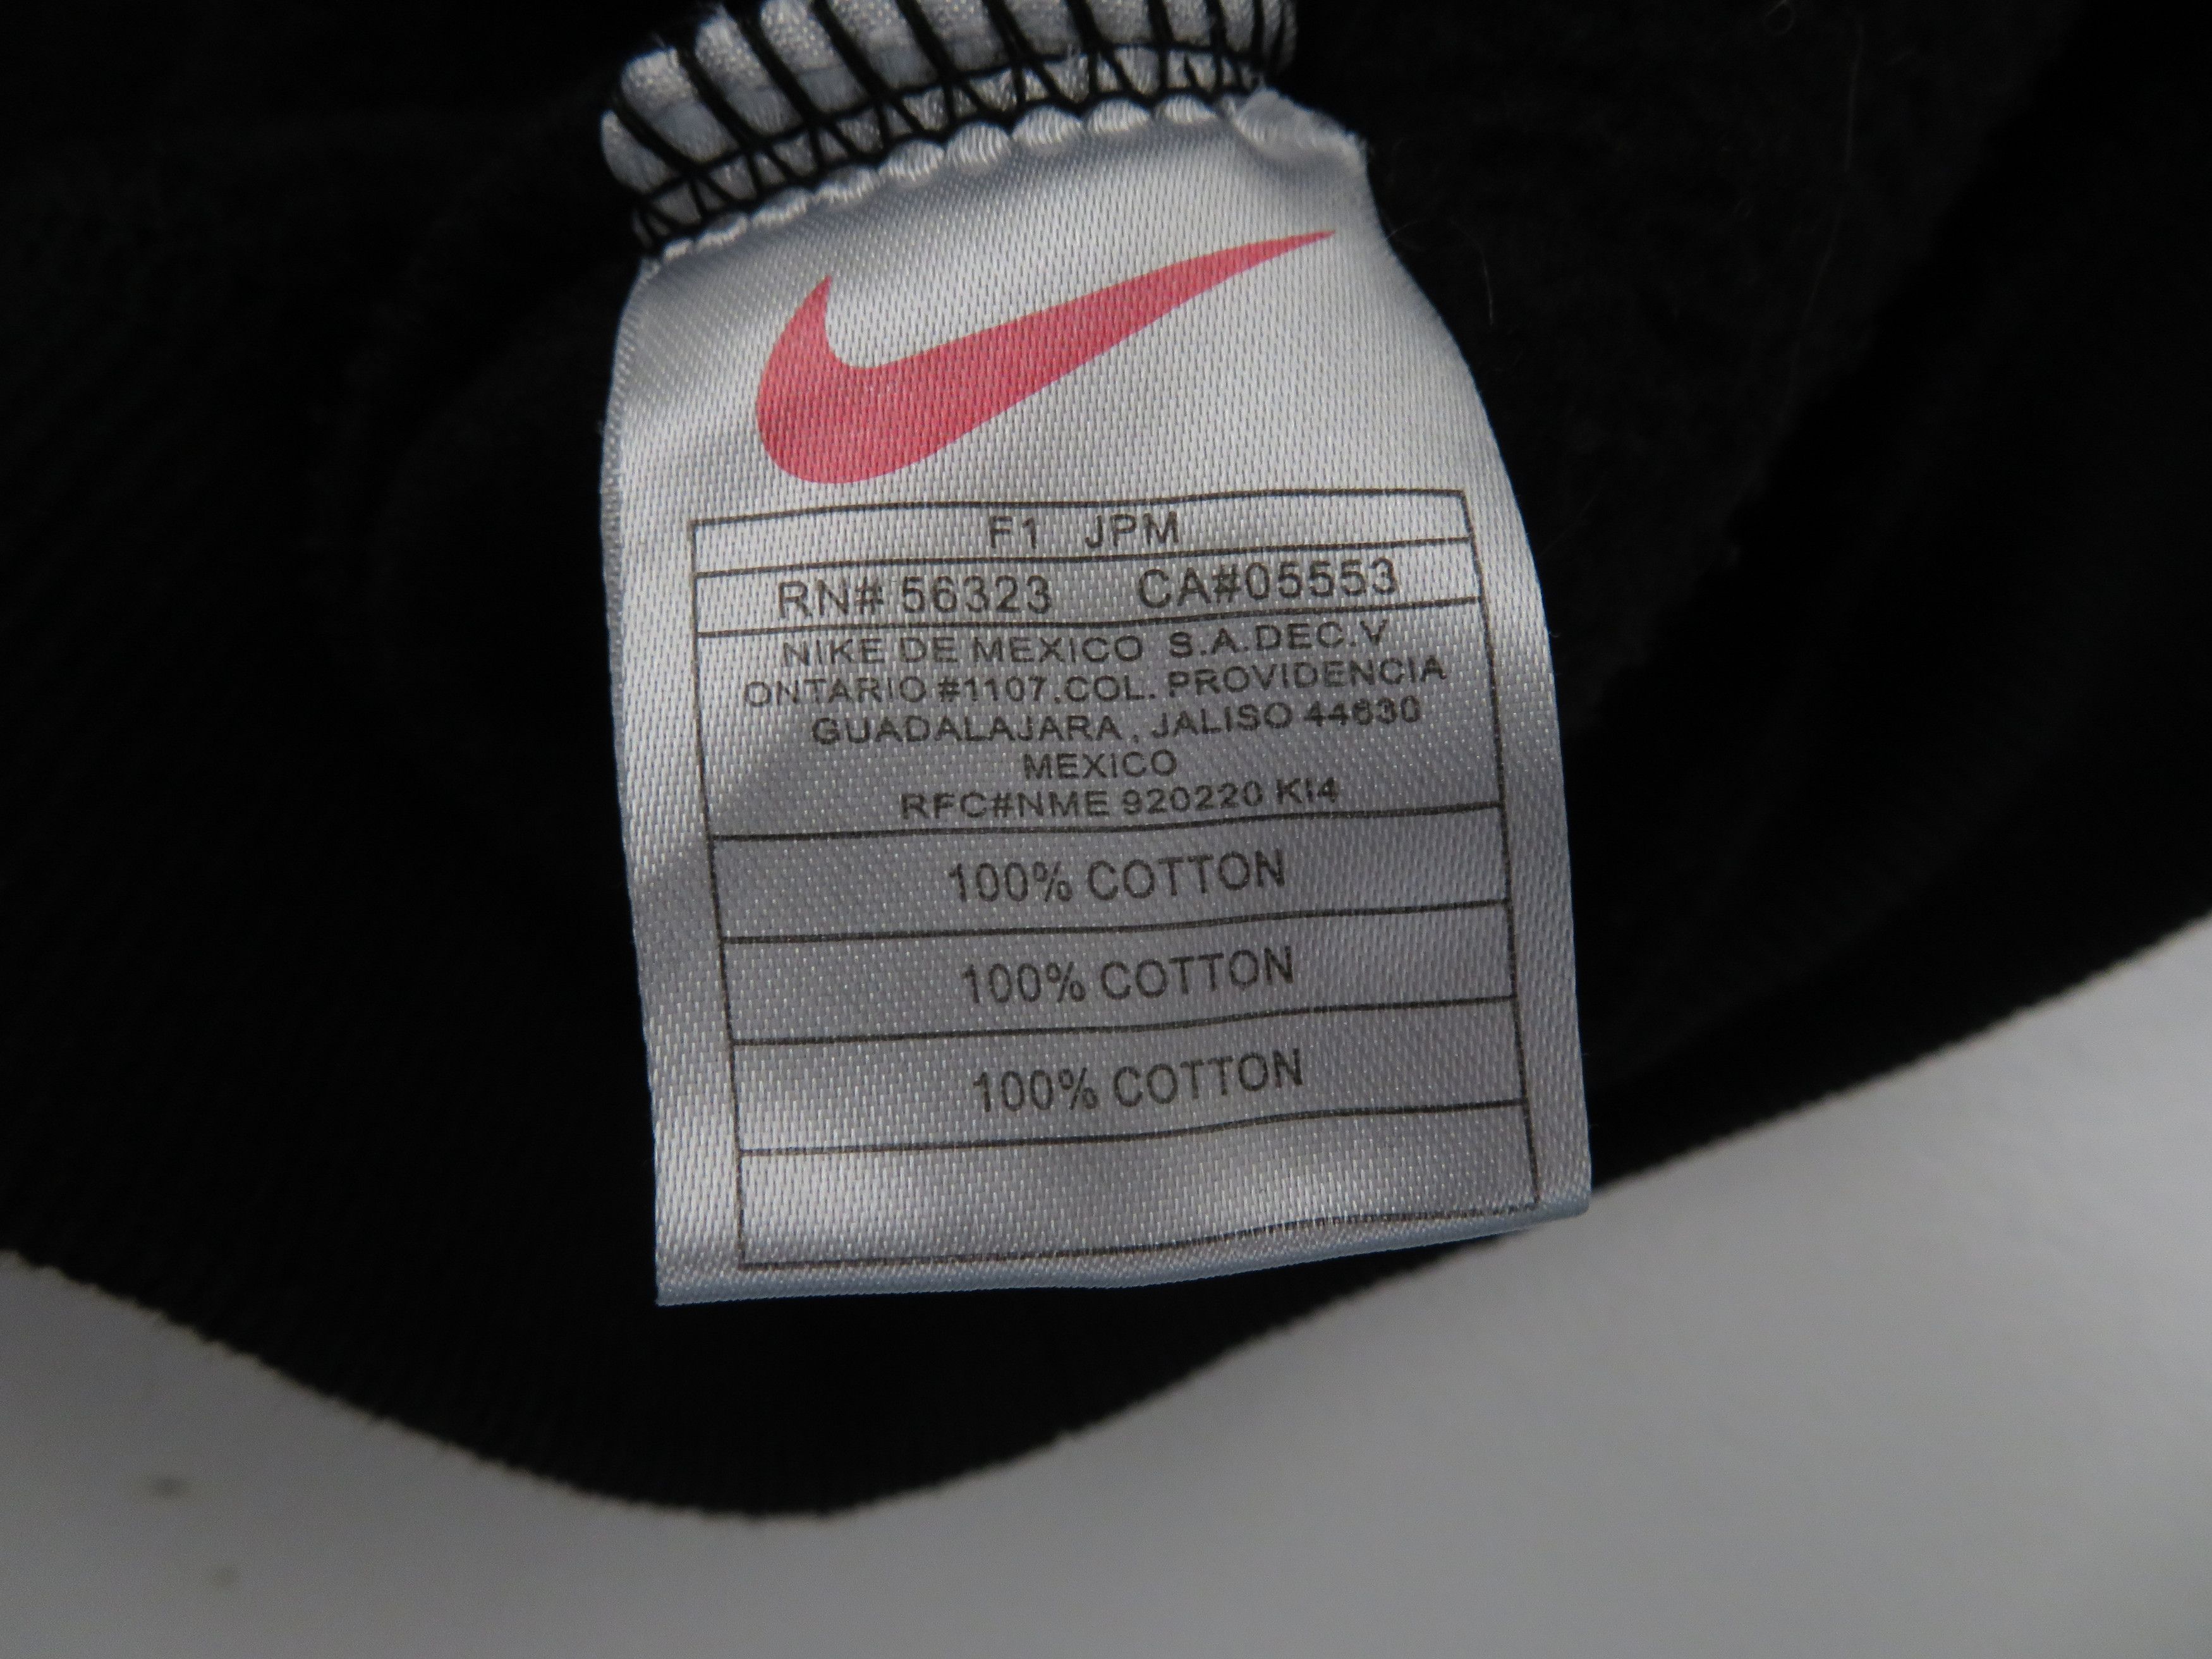 F1 JPM
RN# 56323 CA#05553
NIKE DE MEXICO S.A.DEC.V
ONTARIO #1107.COL. PROVIDENCIA
GUADALAJARA , JALISO 44630
MEXICO
RFC#NME 920220 KI4
100% COTTON
100% COTTON
100% COTTON